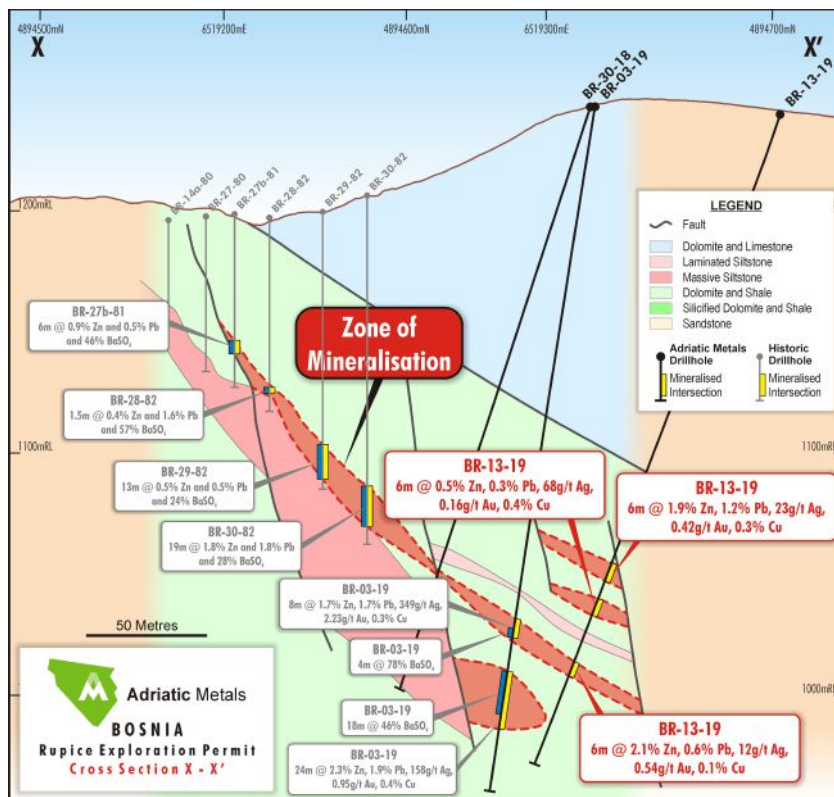 4894500mN
6519200mE
4894600mN
6519300mE
4894700mN
X
X'
BR-30-18
BR-03-19
BR-13-19
BR-14a-80
BR-27-80
BR-27b-81
BR-28-82
BR-29-82
BR-30-82
1200mRL
LEGEND
Fault
Dolomite and Limestone
Laminated Siltstone
Massive Siltstone
Dolomite and Shale
Silicified Dolomite and Shale
Sandstone
Adriatic Metals
Drillhole
Mineralised
Intersection
Historic
Drillhole
Mineralised
Intersection
BR-27b-81
6m @ 0.9% Zn and 0.5% Pb
and 46% BaSO₄
Zone of
Mineralisation
BR-28-82
1.5m @ 0.4% Zn and 1.6% Pb
and 57% BaSO₄
1100mRL
1100mRL
BR-29-82
13m @ 0.5% Zn and 0.5% Pb
and 24% BaSO₄
BR-13-19
6m @ 0.5% Zn, 0.3% Pb, 68g/t Ag,
0.16g/t Au, 0.4% Cu
BR-13-19
6m @ 1.9% Zn, 1.2% Pb, 23g/t Ag,
0.42g/t Au, 0.3% Cu
BR-30-82
19m @ 1.8% Zn and 1.8% Pb
and 28% BaSO₄
BR-03-19
8m @ 1.7% Zn, 1.7% Pb, 349g/t Ag,
2.23g/t Au, 0.3% Cu
50 Metres
BR-03-19
4m @ 78% BaSO₄
1000mRL
Adriatic Metals
BOSNIA
Rupice Exploration Permit
Cross Section X - X'
BR-03-19
18m @ 46% BaSO₄
BR-03-19
24m @ 2.3% Zn, 1.9% Pb, 158g/t Ag,
0.95g/t Au, 0.4% Cu
BR-13-19
6m @ 2.1% Zn, 0.6% Pb, 12g/t Ag,
0.54g/t Au, 0.1% Cu